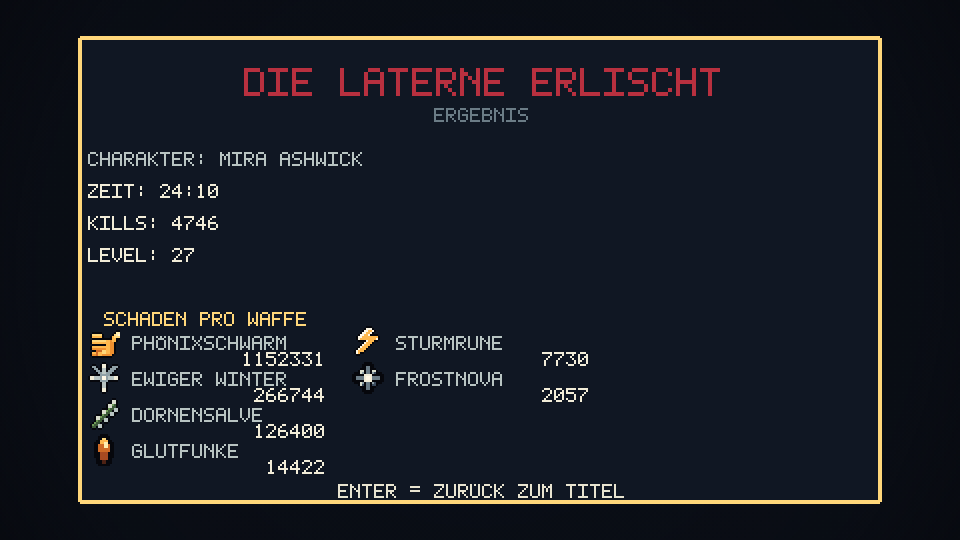 DIE LATERNE ERLISCHT
ERGEBNIS
CHARAKTER: MIRA ASHWICK
ZEIT: 24:10
KILLS: 4746
LEVEL: 27
SCHADEN PRO WAFFE
PHÖNIXSCHWARM
1152331
EWIGER WINTER
266744
DORNENSALVE
126400
GLUTFUNKE
14422
STURMRUNE
7730
FROSTNOVA
2057
ENTER = ZURÜCK ZUM TITEL